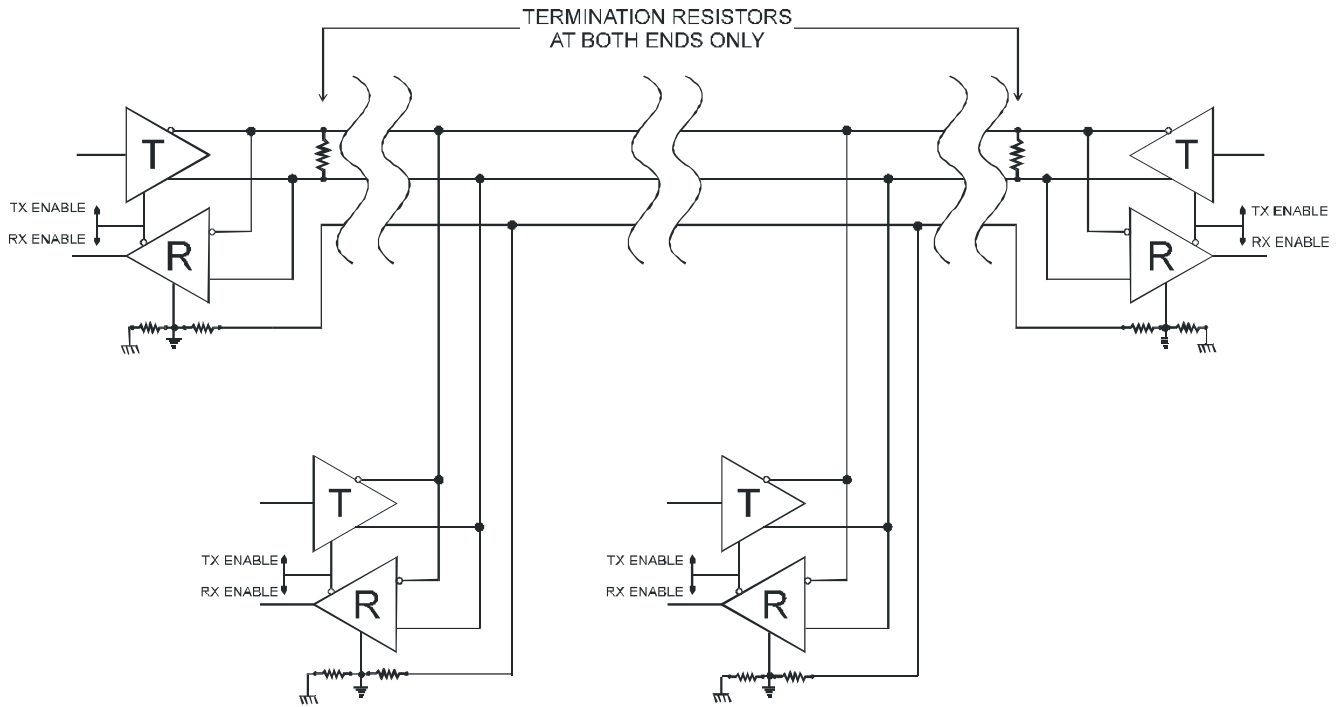 TERMINATION RESISTORS
AT BOTH ENDS ONLY
T
T
TX ENABLE
RX ENABLE
R
TX ENABLE
RX ENABLE
R
T
T
TX ENABLE
RX ENABLE
R
TX ENABLE
RX ENABLE
R